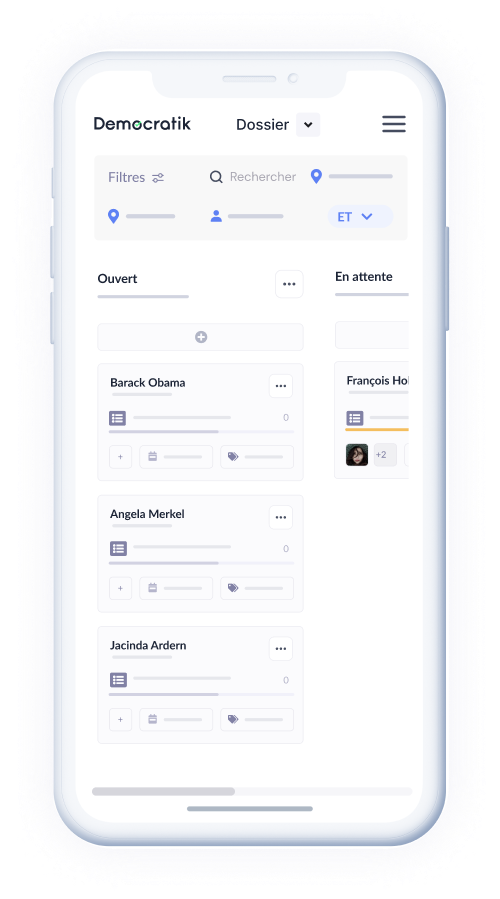 Democratik
Dossier
Filtres
Rechercher
ET
Ouvert
En attente
Barack Obama
0
+
François Hol
+2
Angela Merkel
0
+
Jacinda Ardern
0
+